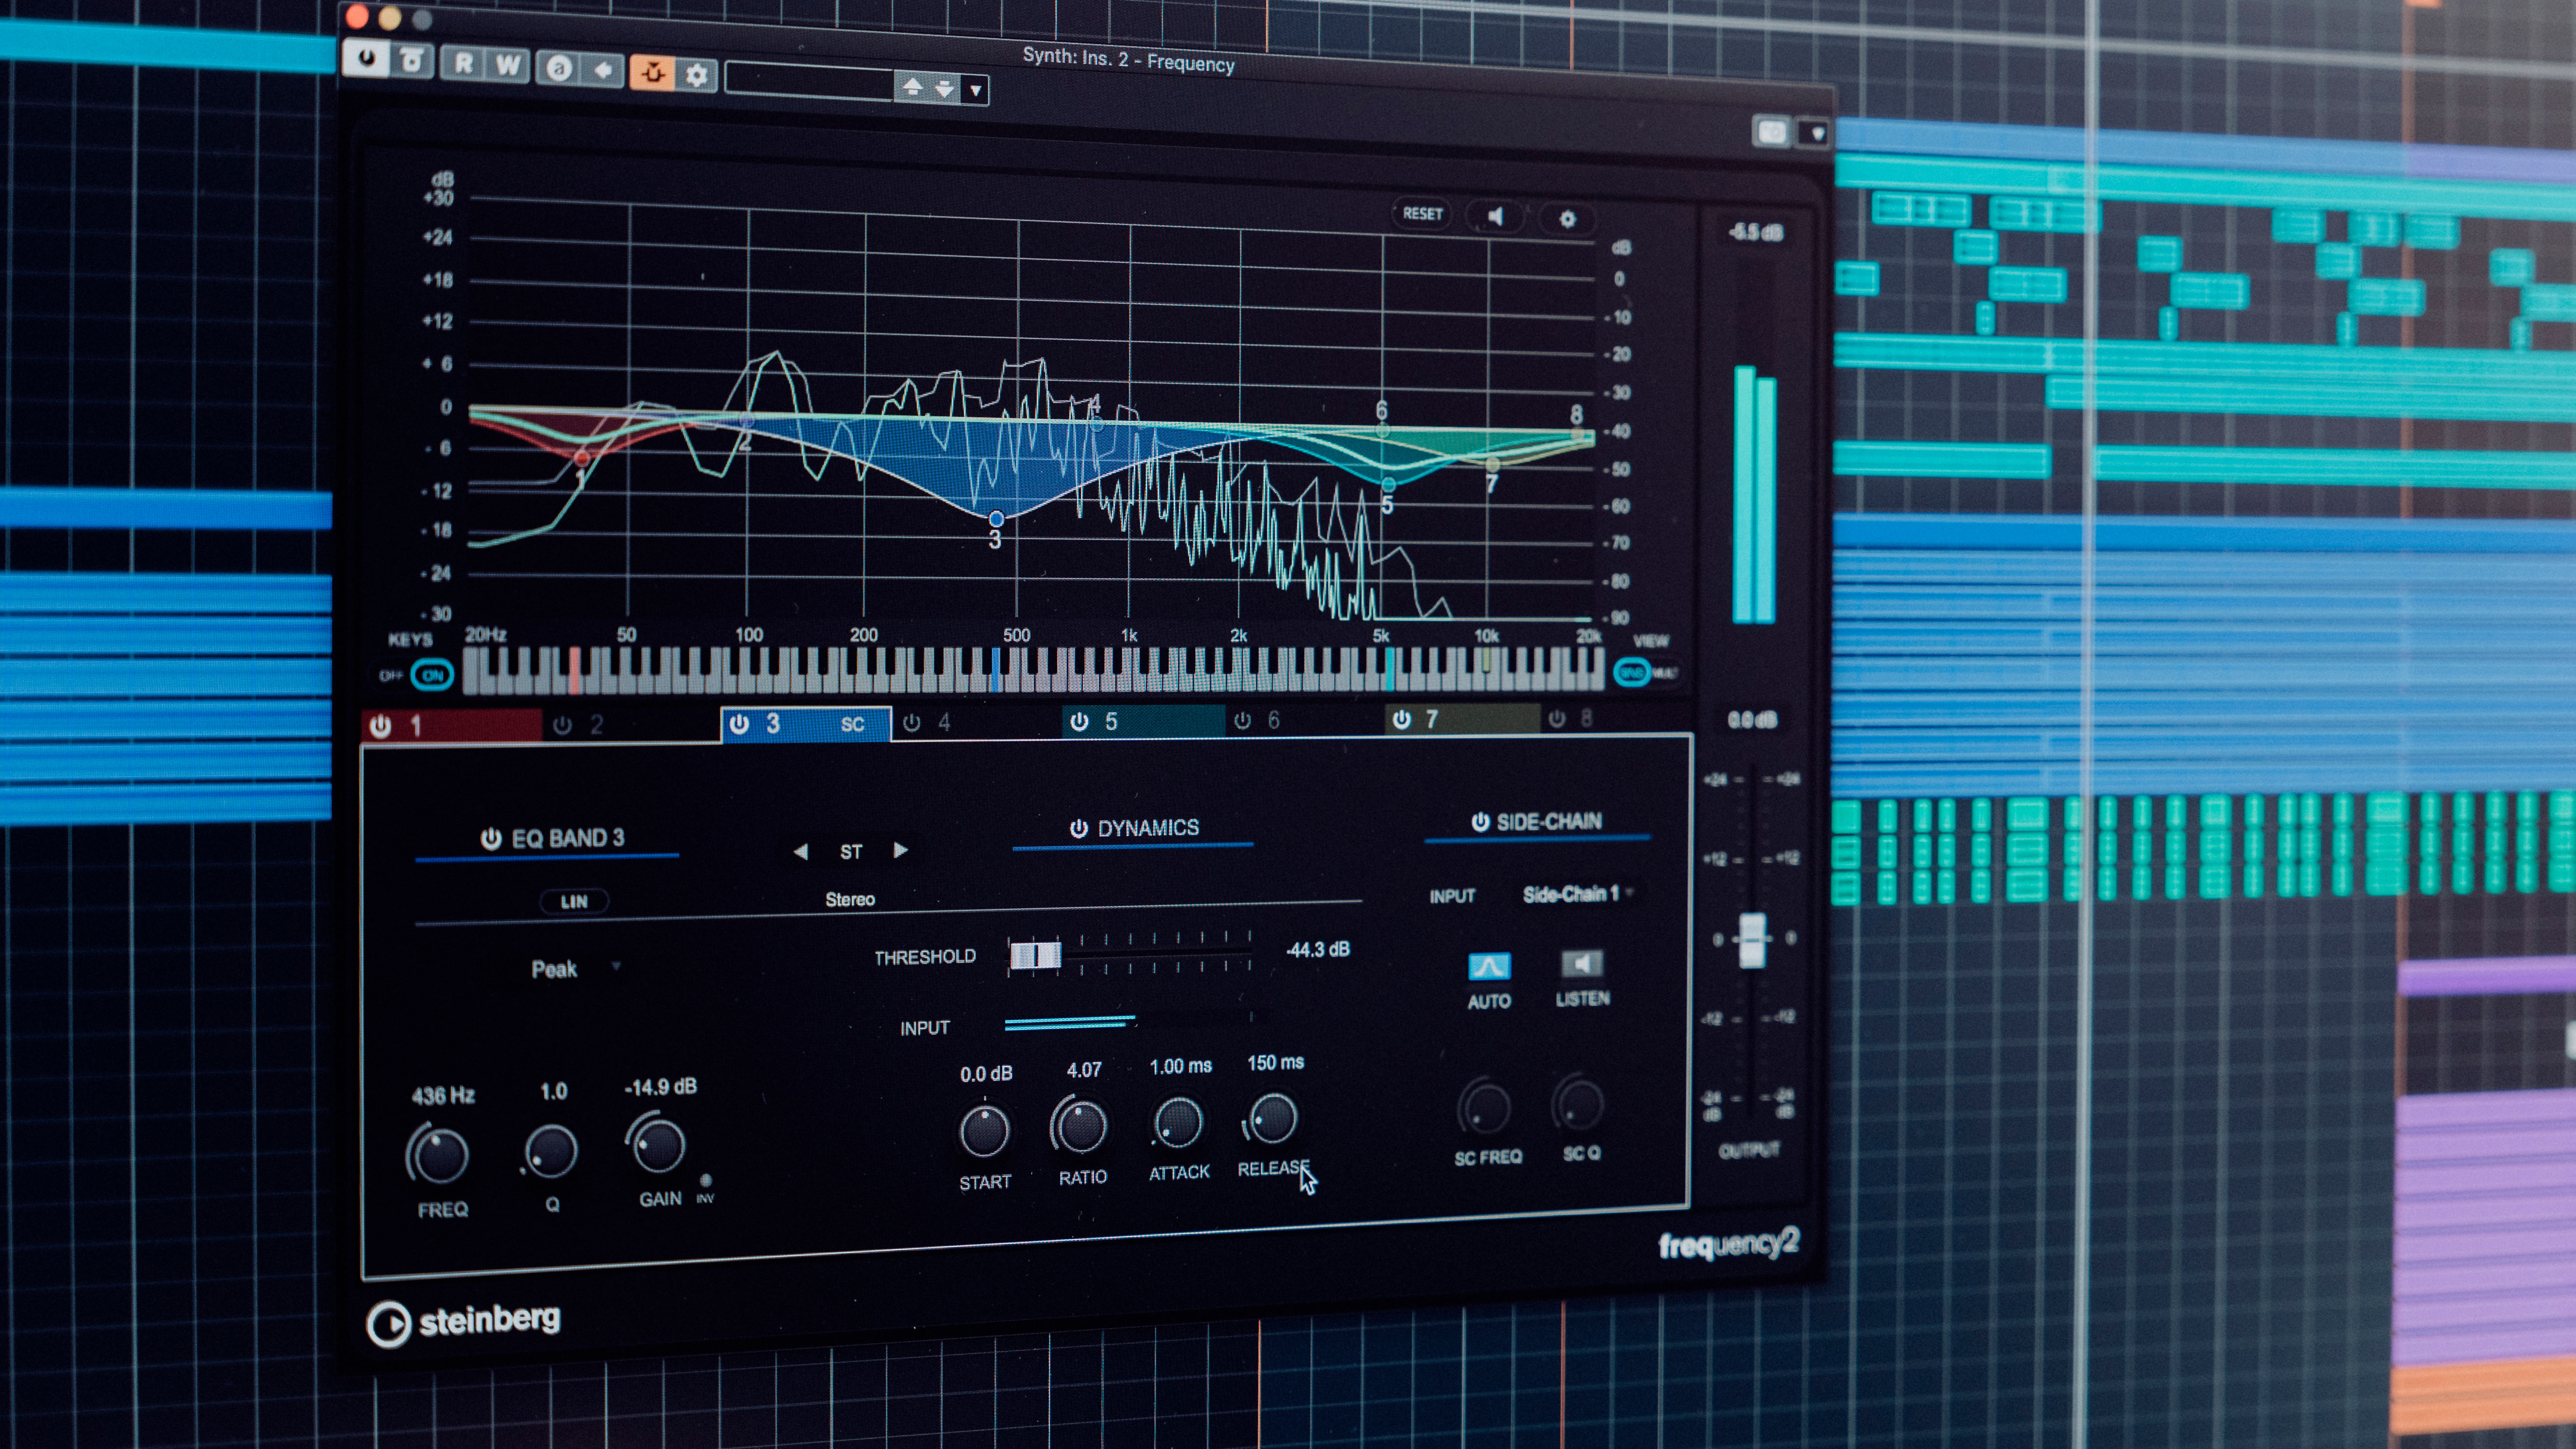 Synth: Ins. 2 - Frequency
R W a
dB
+30
+24
+18
+12
+ 6
0
- 6
- 12
- 18
- 24
- 30
RESET
dB
0
- 10
- 20
- 30
- 40
- 50
- 60
- 70
- 80
- 90
1 2 3 4 5 6 7 8
-5.5 dB
20Hz 50 100 200 500 1k 2k 5k 10k 20k
KEYS
OFF ON
VIEW
1 2 3 SC 4 5 6 7 8
0.0 dB
EQ BAND 3
ST
DYNAMICS
SIDE-CHAIN
LIN
Stereo
INPUT Side-Chain 1
Peak
THRESHOLD -44.3 dB
AUTO LISTEN
INPUT
436 Hz 1.0 -14.9 dB
0.0 dB 4.07 1.00 ms 150 ms
FREQ Q GAIN INV
START RATIO ATTACK RELEASE
SC FREQ SC Q
+24 +24
+12 +12
0 0
-12 -12
-24 -24
dB dB
OUTPUT
frequency2
steinberg